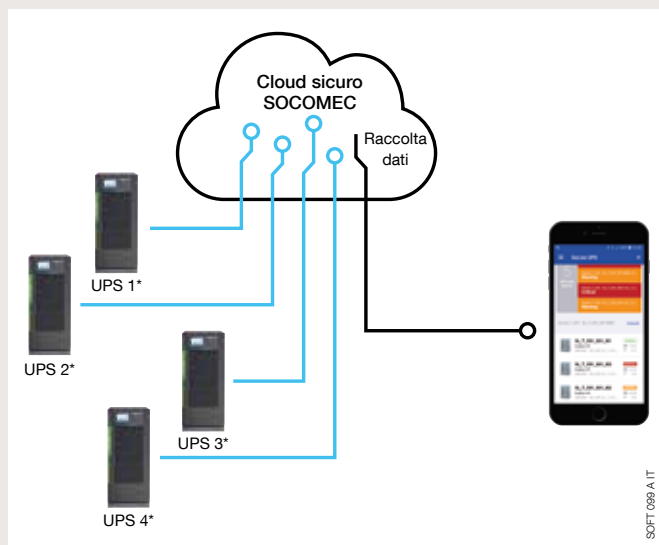 Cloud sicuro
SOCOMEC
Raccolta
dati
UPS 1*
UPS 2*
UPS 3*
UPS 4*
SOFT 099 A IT